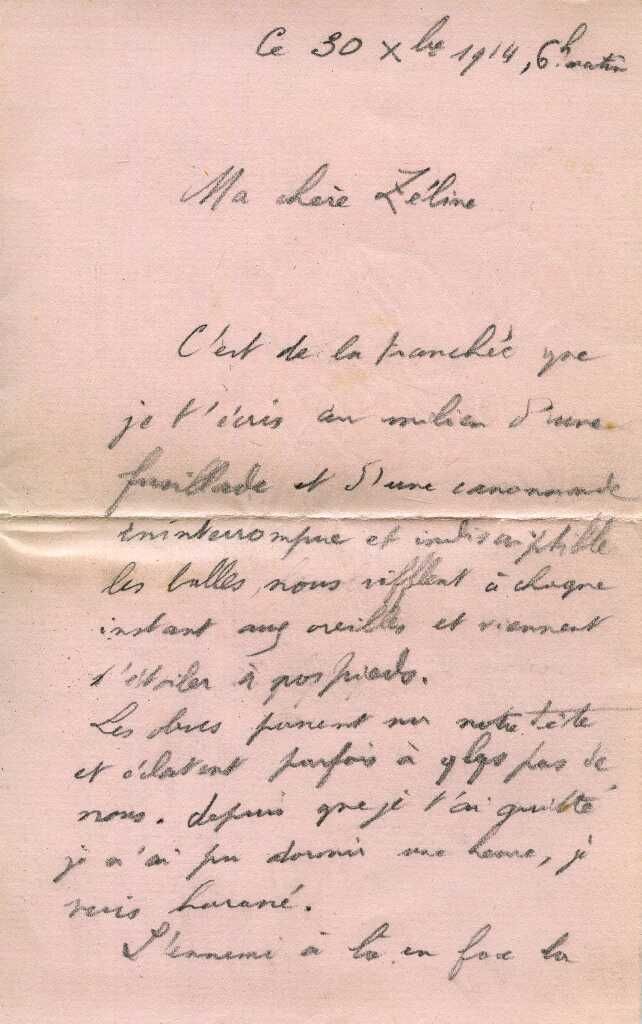 Ce 30 Xbre 1914, 6h matin
Ma chère Zéline
C'est de la tranchée que
je t'écris au milieu d'une
fusillade et d'une canonnade
ininterrompue et indiscriptible
les balles nous sifflent à chaque
instant aux oreilles et viennent
s'étoiler à nos pieds.
Les obus passent sur notre tête
et éclatent parfois à qlqs pas de
nous. depuis que je t'ai quitté
je n'ai pu dormir une heure, je
suis harassé.
L'ennemi à là en face la